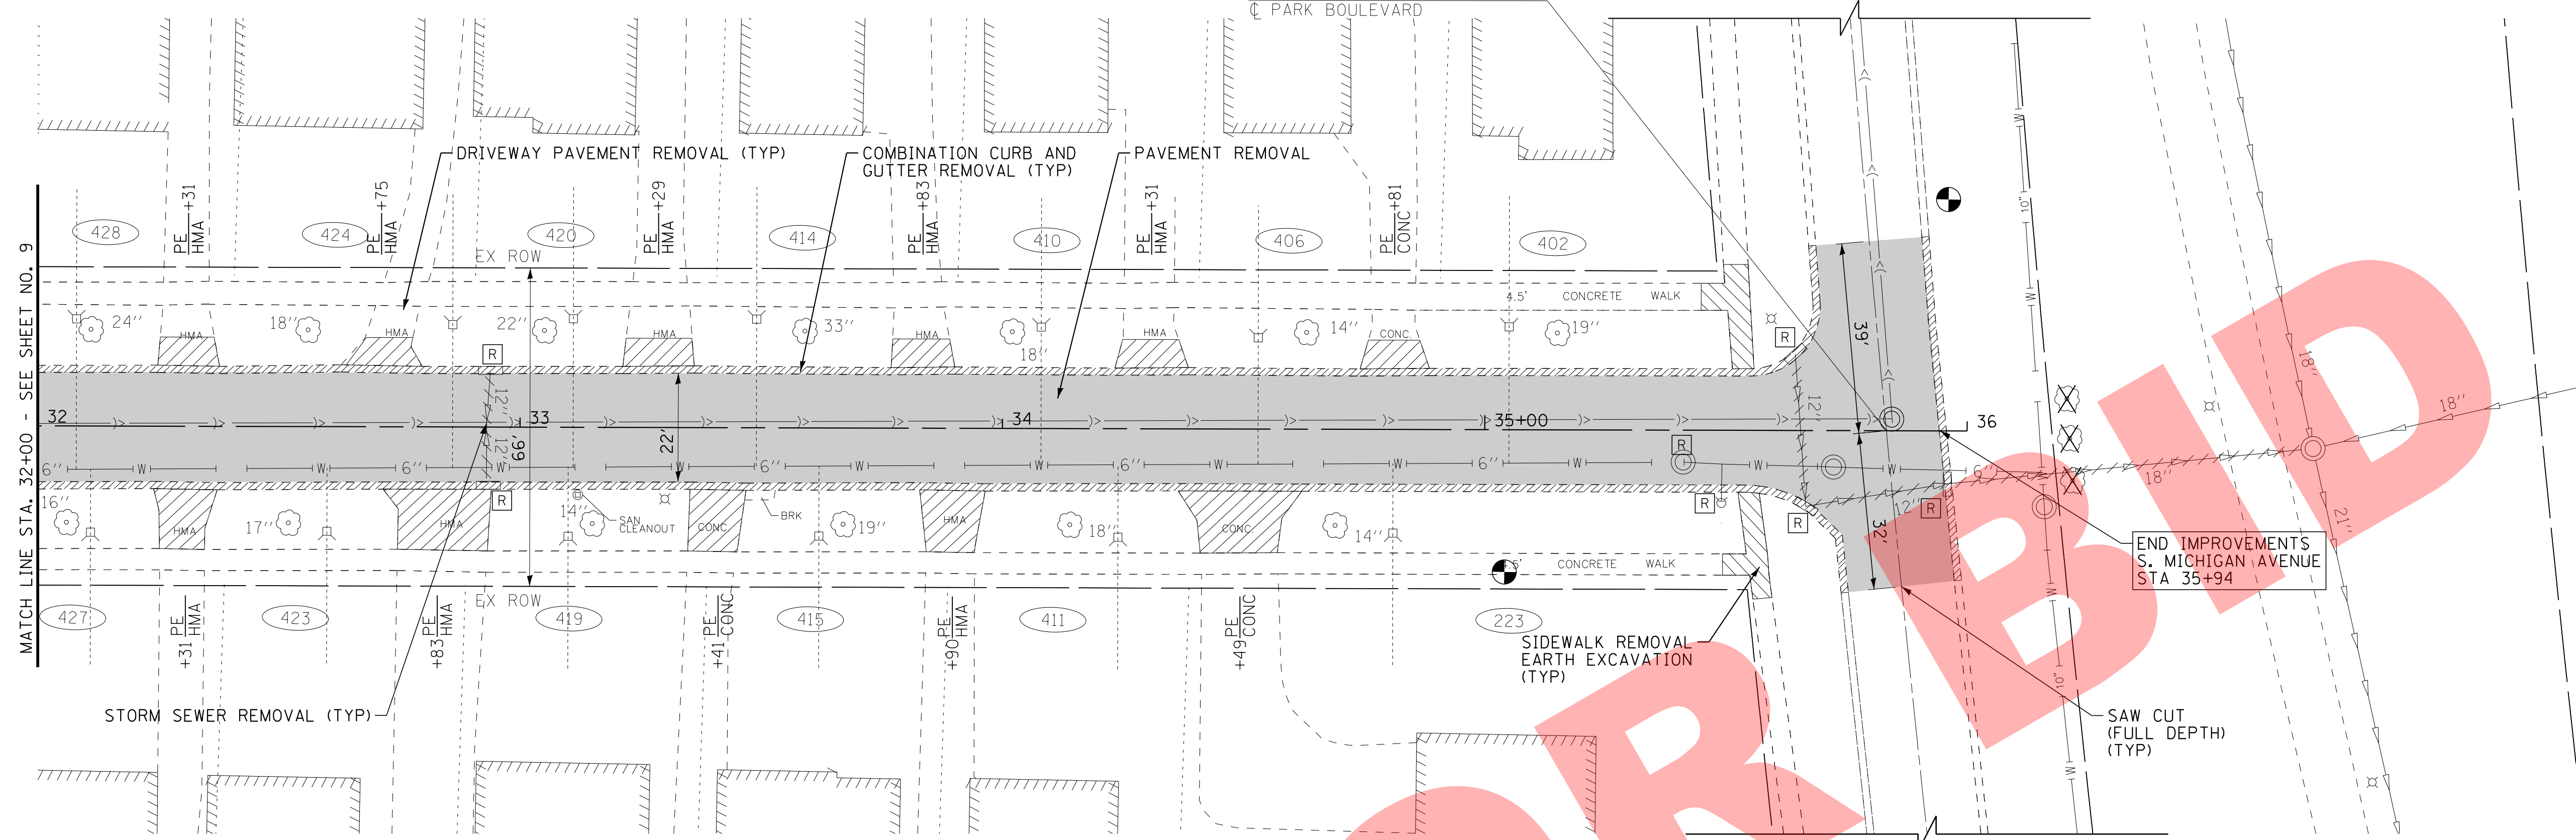 ℄ PARK BOULEVARD
DRIVEWAY PAVEMENT REMOVAL (TYP)
COMBINATION CURB AND
GUTTER REMOVAL (TYP)
PAVEMENT REMOVAL
PE +31
HMA
PE +75
HMA
PE +29
HMA
PE +83
HMA
PE +31
HMA
PE +81
CONC
428
424
420
414
410
406
402
EX ROW
10"
W
MATCH LINE STA. 32+00 - SEE SHEET NO. 9
4.5' CONCRETE WALK
24''
18''
22''
33''
18''
14''
19''
HMA
HMA
HMA
HMA
HMA
CONC.
R
R
39'
18"
12''
12''
66'
22'
12''
32
33
34
35+00
36
18''
R
6''
W
W
6''
W
W
6''
W
W
6''
W
W
6''
W
W
W
6''
18''
R
R
R
R
12''
32'
21''
16''
17''
14''
19''
18''
14''
HMA
HMA
CONC
HMA
CONC.
SAN
CLEANOUT
BRK
END IMPROVEMENTS
S. MICHIGAN AVENUE
STA 35+94
4.5' CONCRETE WALK
EX ROW
427
423
419
415
411
223
+31 PE
HMA
+83 PE
HMA
+41 PE
CONC
+90 PE
HMA
+49 PE
CONC
SIDEWALK REMOVAL
EARTH EXCAVATION
(TYP)
10"
STORM SEWER REMOVAL (TYP)
SAW CUT
(FULL DEPTH)
(TYP)
OR BID